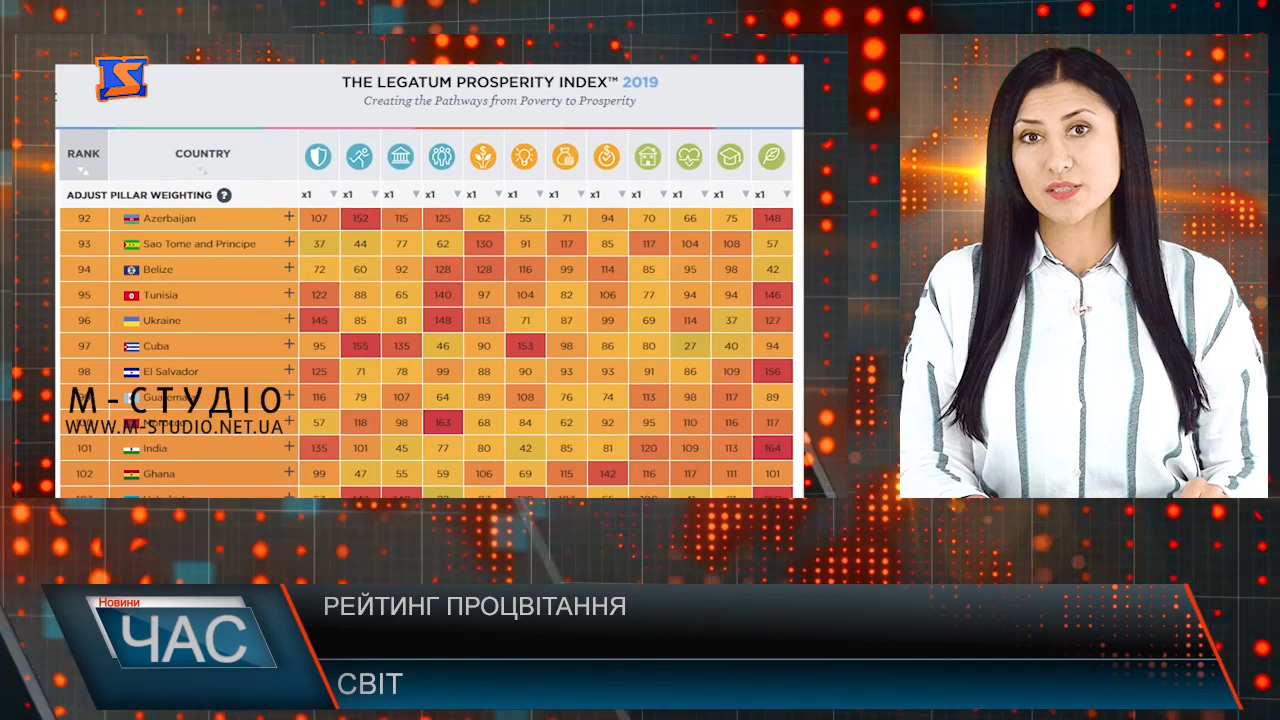 THE LEGATUM PROSPERITY INDEX™ 2019
Creating the Pathways from Poverty to Prosperity
RANK COUNTRY
ADJUST PILLAR WEIGHTING ? x1 x1 x1 x1 x1 x1 x1 x1 x1 x1 x1 x1
92 Azerbaijan + 107 152 115 125 62 55 71 94 70 66 75 148
93 Sao Tome and Principe + 37 44 77 62 130 91 117 85 117 104 108 57
94 Belize + 72 60 92 128 128 116 99 114 85 95 98 42
95 Tunisia + 122 88 65 140 97 104 82 106 77 94 94 146
96 Ukraine + 145 85 81 148 113 71 87 99 69 114 37 127
97 Cuba + 95 155 135 46 90 153 98 86 80 27 40 94
98 El Salvador + 125 71 78 99 88 90 93 93 91 86 109 156
116 79 107 64 89 108 76 74 113 98 117 89
М-СТУДІО
57 118 98 163 68 84 62 92 95 110 116 117
WWW.M-STUDIO.NET.UA
101 India + 135 101 45 77 80 42 85 81 120 109 113 164
102 Ghana + 99 47 55 59 106 69 115 142 116 117 111 101
Новини
ЧАС
РЕЙТИНГ ПРОЦВІТАННЯ
СВІТ